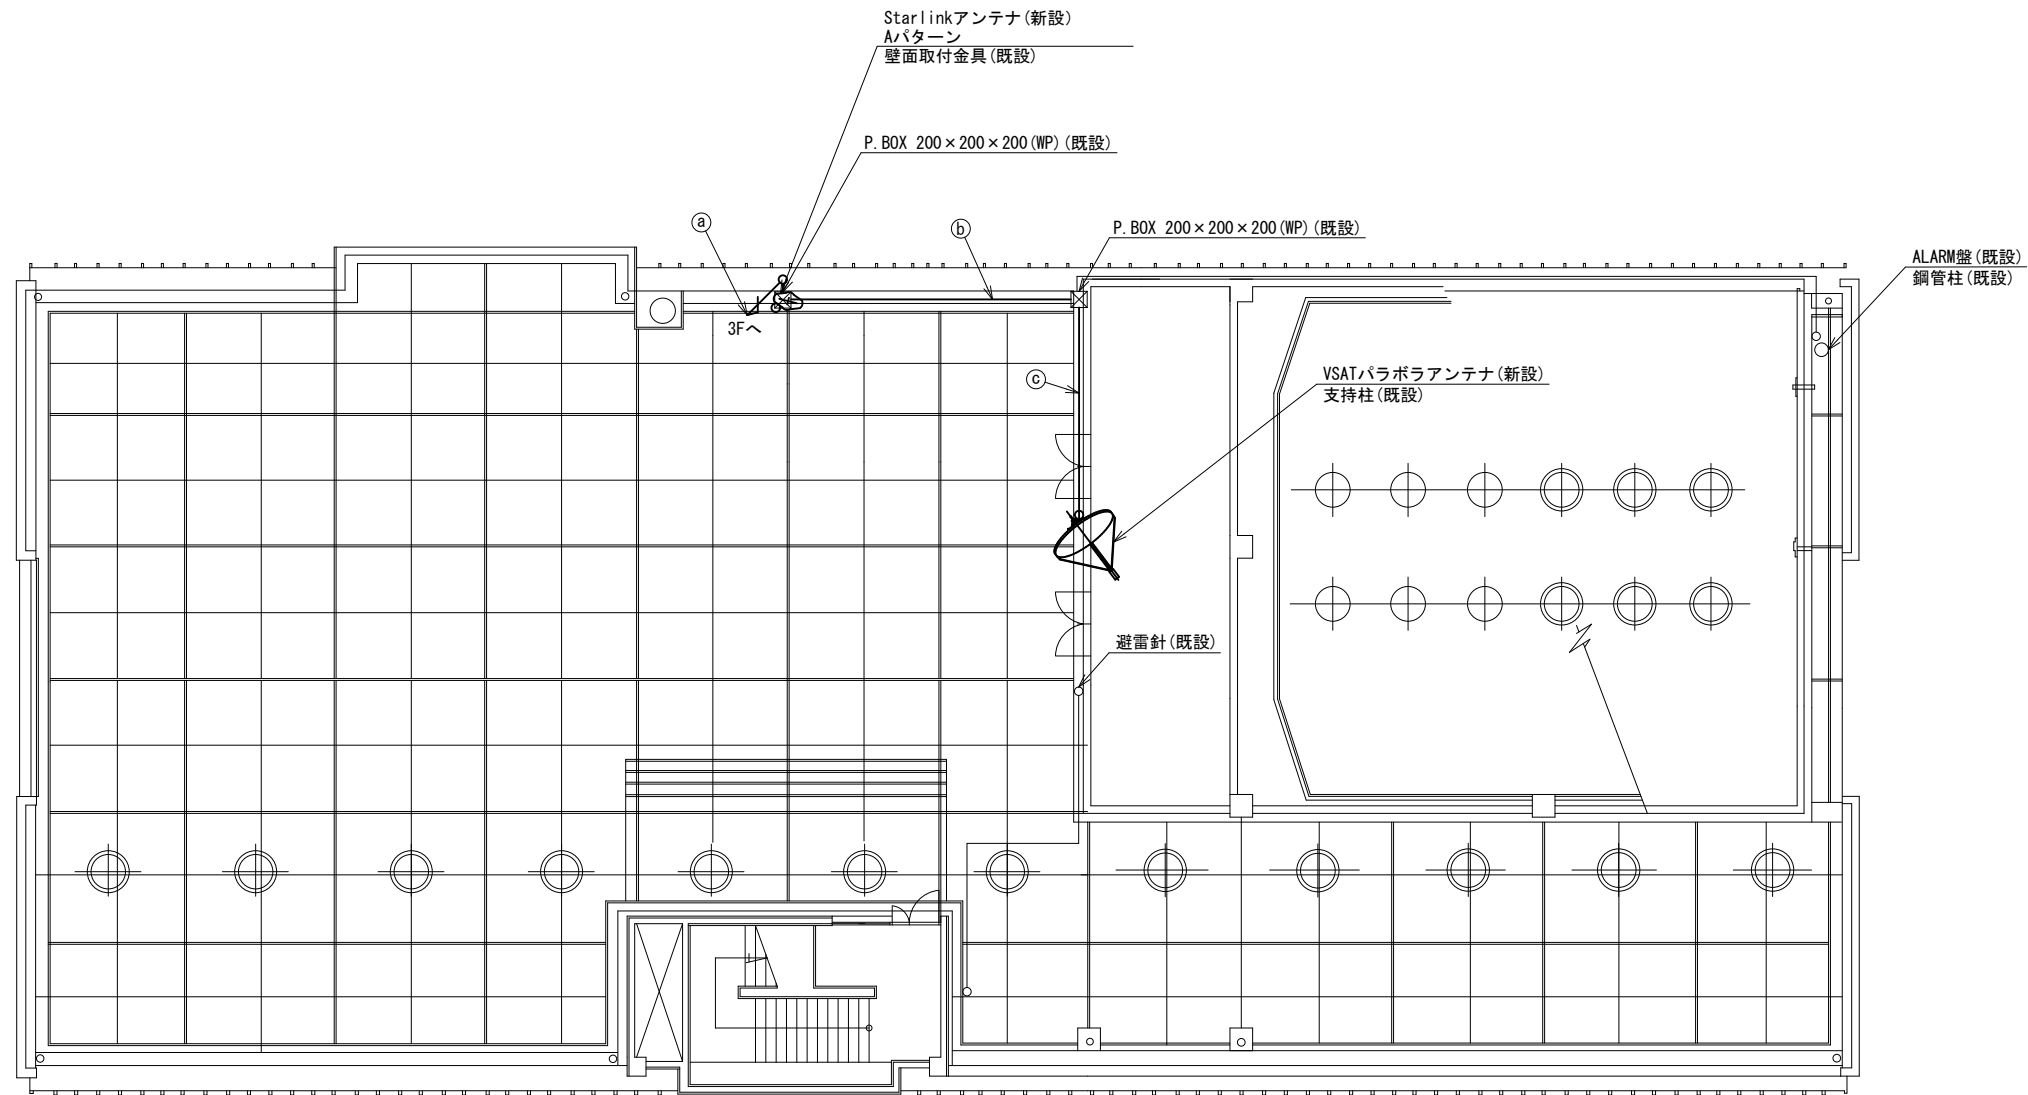 Starlinkアンテナ(新設)
Aパターン
壁面取付金具(既設)
P.BOX 200×200×200(WP)(既設)
ⓐ
ⓑ
P.BOX 200×200×200(WP)(既設)
ALARM盤(既設)
鋼管柱(既設)
3Fへ
ⓒ
VSATパラボラアンテナ(新設)
支持柱(既設)
避雷針(既設)